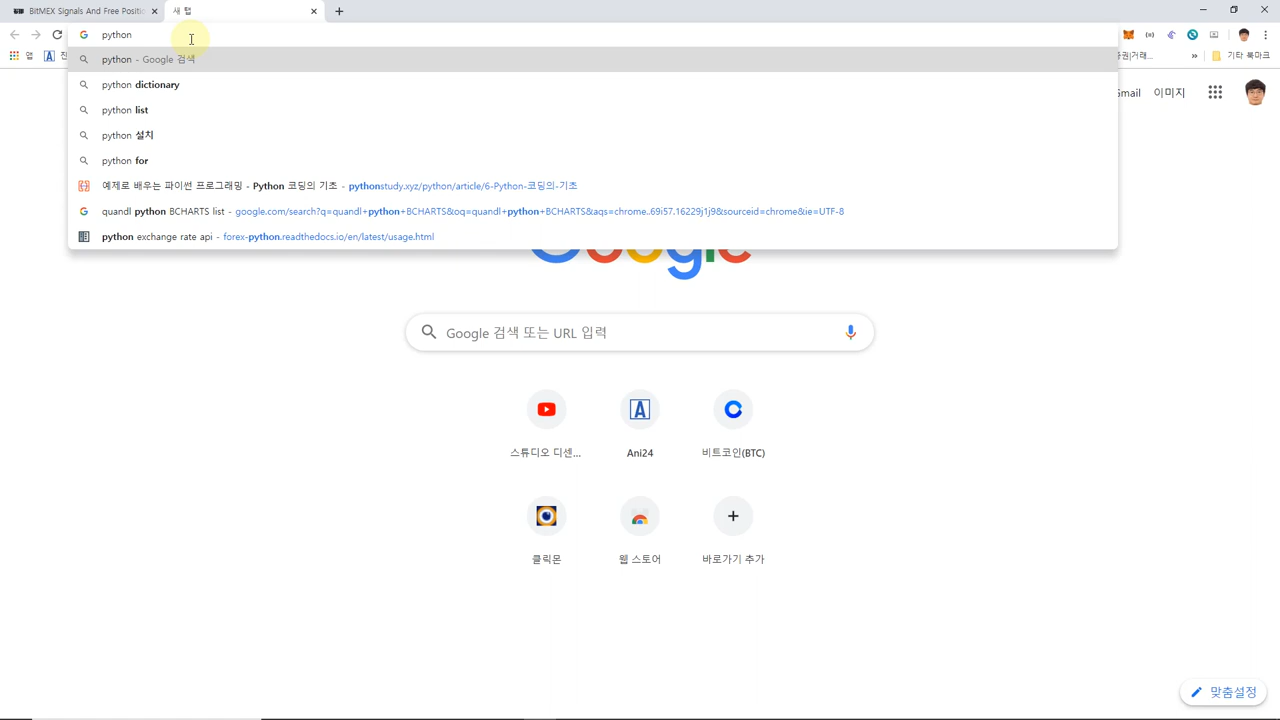 BitMEX Signals And Free Positio
새 탭
python
앱
python - Google 검색
python dictionary
python list
python 설치
python for
예제로 배우는 파이썬 프로그래밍 - Python 코딩의 기초 - pythonstudy.xyz/python/article/6-Python-코딩의-기초
quandl python BCHARTS list - google.com/search?q=quandl+python+BCHARTS&oq=quandl+python+BCHARTS&aqs=chrome..69i57.16229j1j9&sourceid=chrome&ie=UTF-8
python exchange rate api - forex-python.readthedocs.io/en/latest/usage.html
기타 북마크
이미지
Google 검색 또는 URL 입력
스튜디오 디센...
Ani24
비트코인(BTC)
클릭몬
웹 스토어
바로가기 추가
맞춤설정